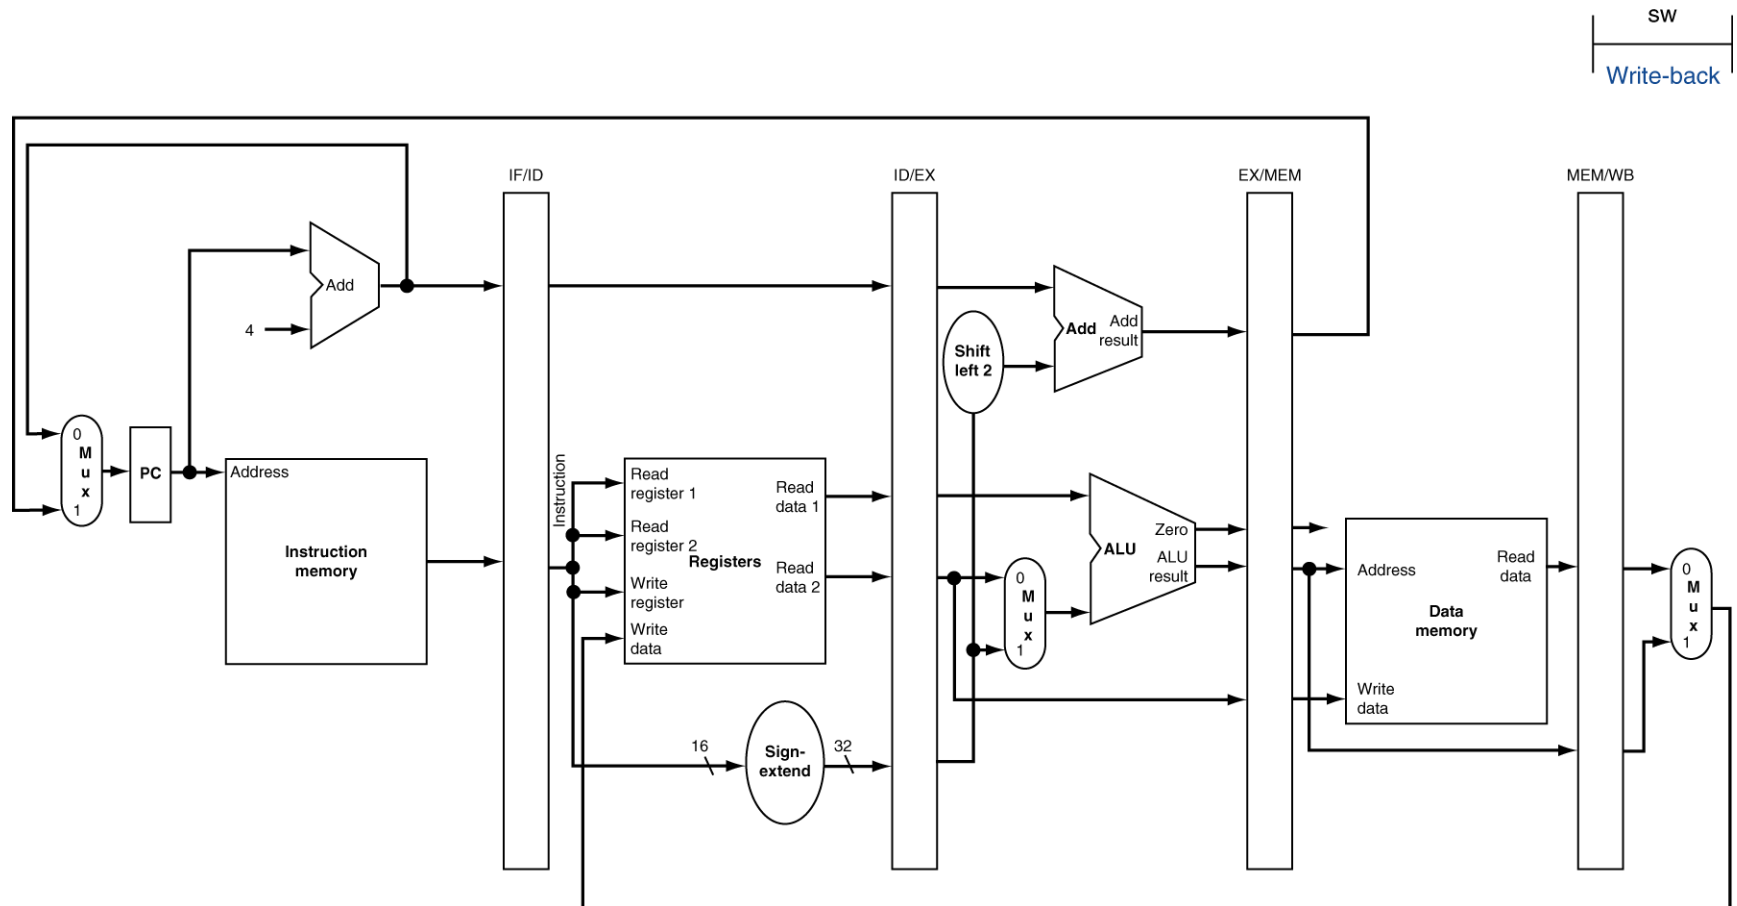 SW
Write-back
IF/ID
ID/EX
EX/MEM
MEM/WB
Add
4
Add
Add
result
Shift
left 2
0
M
u
x
1
PC
Address
Instruction
memory
Instruction
Read
register 1
Read
register 2
Write
register
Write
data
Registers
Read
data 1
Read
data 2
16
Sign-
extend
32
0
M
u
x
1
ALU
Zero
ALU
result
Address
Read
data
Data
memory
Write
data
0
M
u
x
1